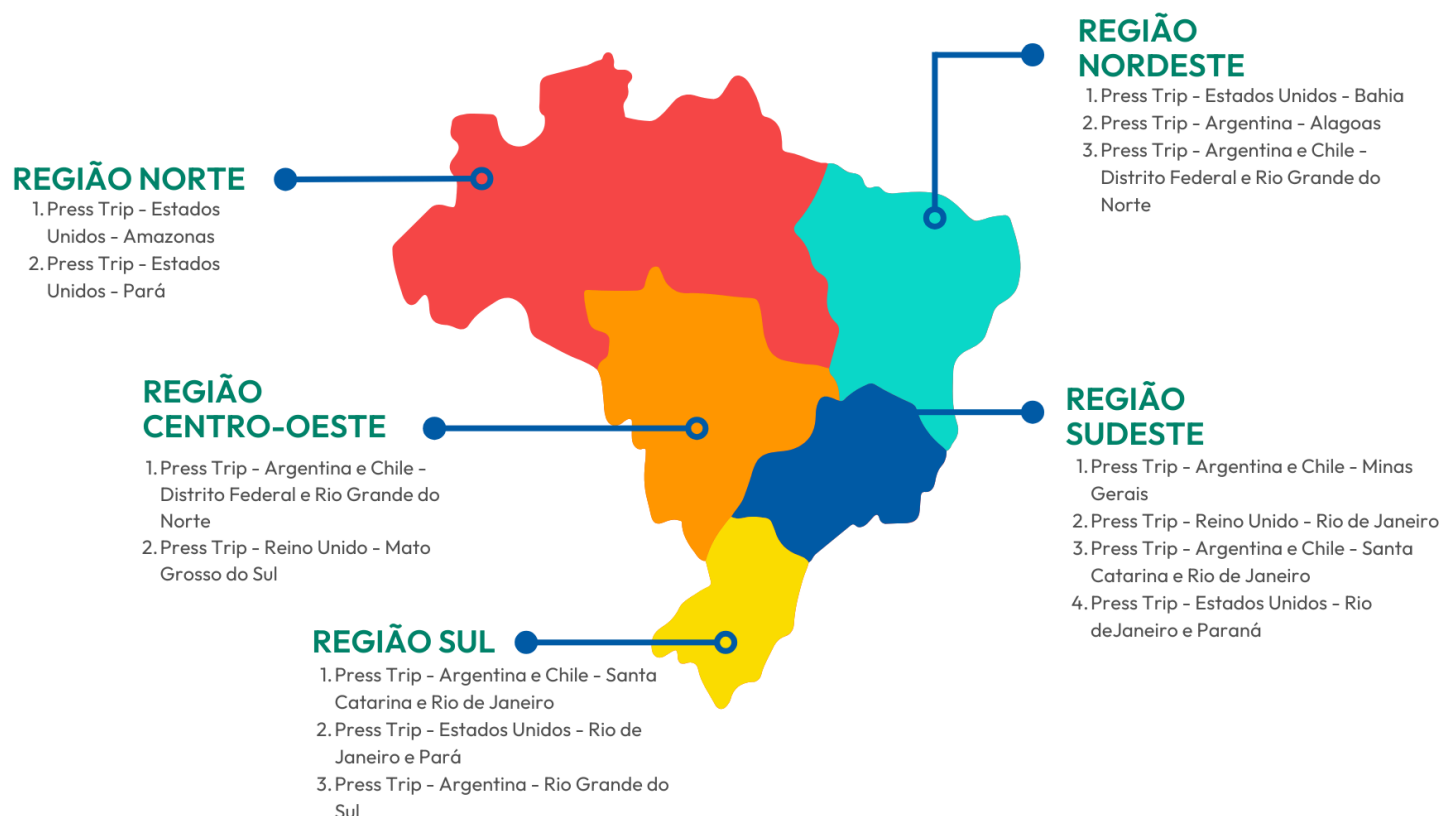 REGIÃO NORTE
1. Press Trip - Estados
Unidos - Amazonas
2. Press Trip - Estados
Unidos - Pará
REGIÃO
NORDESTE
1. Press Trip - Estados Unidos - Bahia
2. Press Trip - Argentina - Alagoas
3. Press Trip - Argentina e Chile -
Distrito Federal e Rio Grande do
Norte
REGIÃO
CENTRO-OESTE
1. Press Trip - Argentina e Chile -
Distrito Federal e Rio Grande do
Norte
2. Press Trip - Reino Unido - Mato
Grosso do Sul
REGIÃO
SUDESTE
1. Press Trip - Argentina e Chile - Minas
Gerais
2. Press Trip - Reino Unido - Rio de Janeiro
3. Press Trip - Argentina e Chile - Santa
Catarina e Rio de Janeiro
4. Press Trip - Estados Unidos - Rio
deJaneiro e Paraná
REGIÃO SUL
1. Press Trip - Argentina e Chile - Santa
Catarina e Rio de Janeiro
2. Press Trip - Estados Unidos - Rio de
Janeiro e Pará
3. Press Trip - Argentina - Rio Grande do
Sul